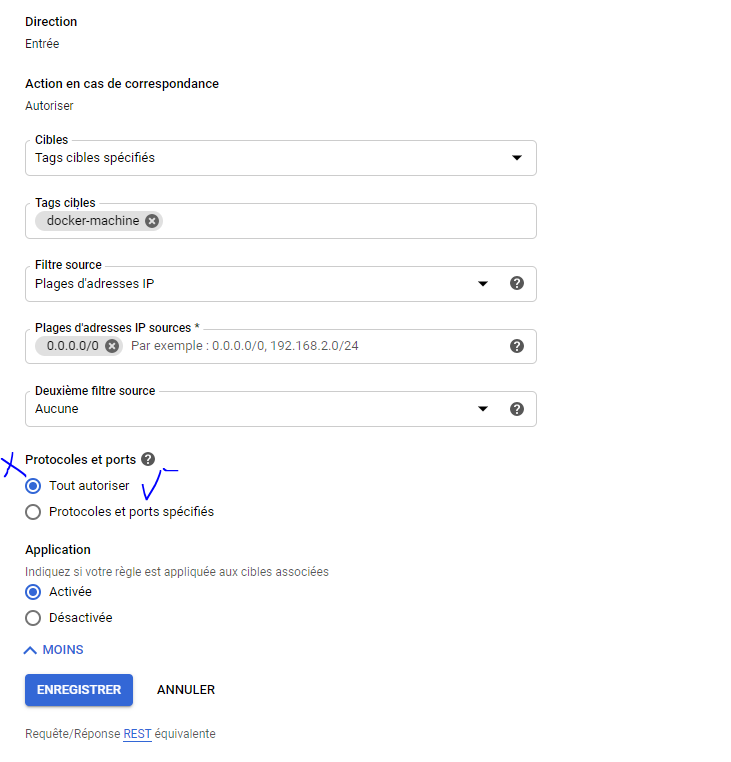 Direction
Entrée
Action en cas de correspondance
Autoriser
Cibles
Tags cibles spécifiés
Tags cibles
docker-machine
Filtre source
Plages d'adresses IP
Plages d'adresses IP sources *
0.0.0.0/0 Par exemple : 0.0.0.0/0, 192.168.2.0/24
Deuxième filtre source
Aucune
Protocoles et ports
Tout autoriser
Protocoles et ports spécifiés
Application
Indiquez si votre règle est appliquée aux cibles associées
Activée
Désactivée
MOINS
ENREGISTRER ANNULER
Requête/Réponse REST équivalente